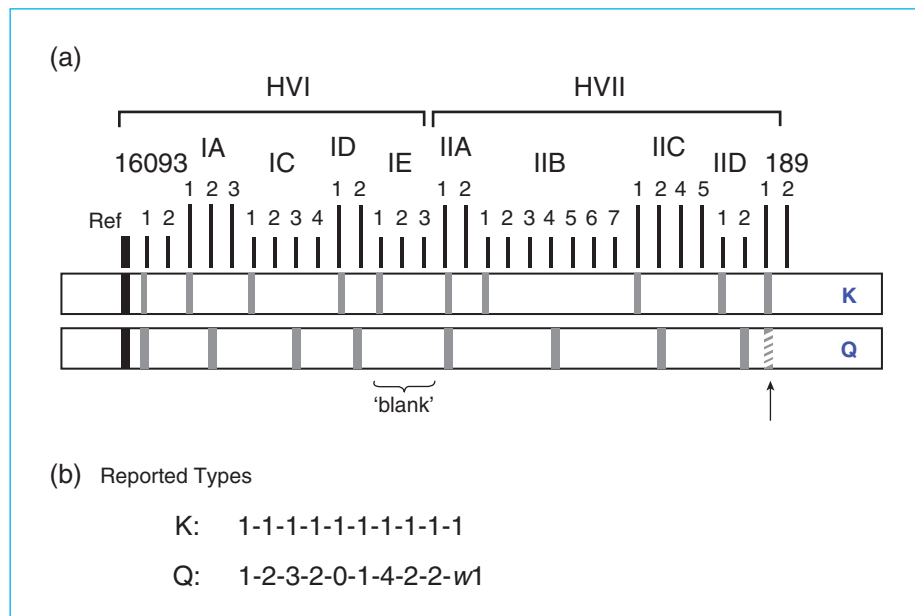 (a)
HVI HVII
16093 IA IC ID IE IIA IIB IIC IID 189
1 2 3 1 2 1 2 1 2 4 5 1 2
Ref 1 2 1 2 3 4 1 2 3 1 2 3 4 5 6 7 1 2
K
Q
'blank'
(b) Reported Types
K: 1-1-1-1-1-1-1-1-1-1
Q: 1-2-3-2-0-1-4-2-2-w1